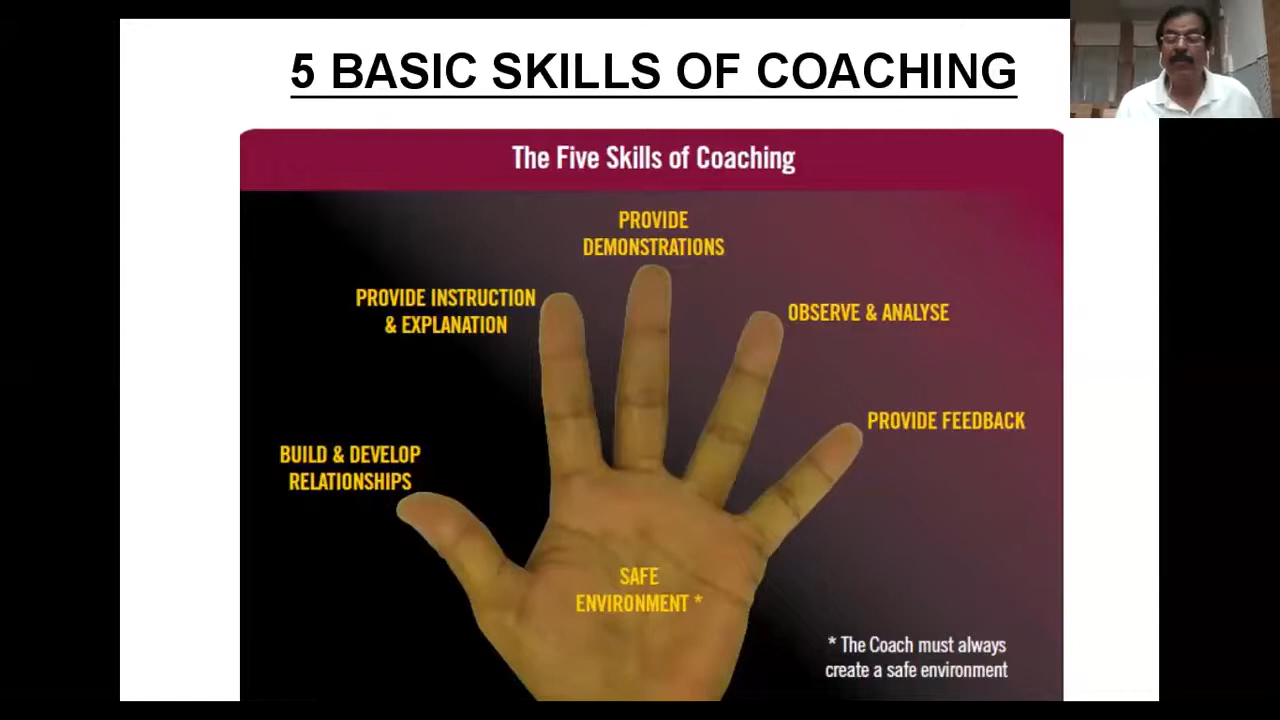 5 BASIC SKILLS OF COACHING
The Five Skills of Coaching
PROVIDE
DEMONSTRATIONS
PROVIDE INSTRUCTION
& EXPLANATION
OBSERVE & ANALYSE
PROVIDE FEEDBACK
BUILD & DEVELOP
RELATIONSHIPS
SAFE
ENVIRONMENT *
* The Coach must always
create a safe environment